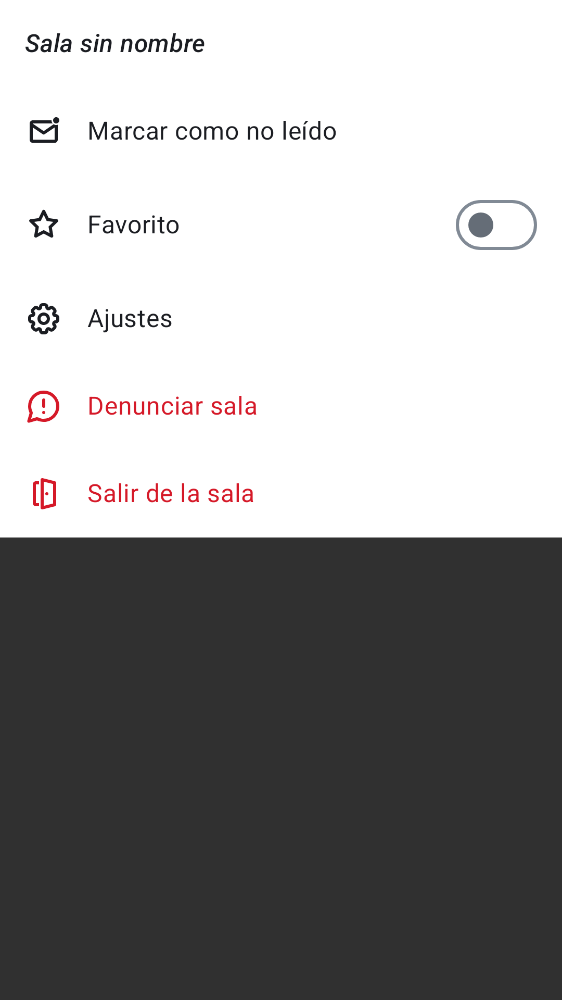 Sala sin nombre
Marcar como no leído
Favorito
Ajustes
Denunciar sala
Salir de la sala